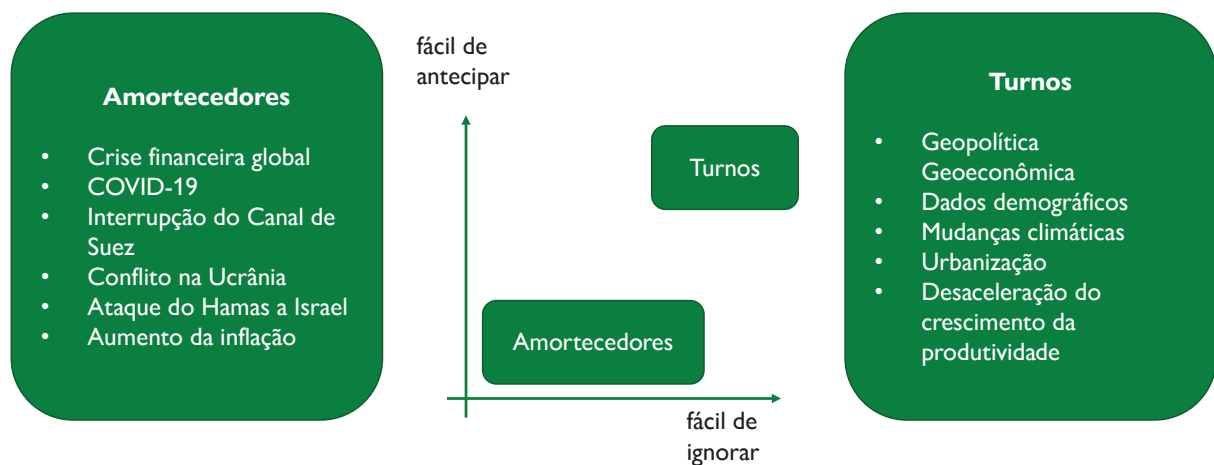 Amortecedores
• Crise financeira global
• COVID-19
• Interrupção do Canal de
Suez
• Conflito na Ucrânia
• Ataque do Hamas a Israel
• Aumento da inflação
fácil de
antecipar
Turnos
Amortecedores
fácil de
ignorar
Turnos
• Geopolítica
Geoeconômica
• Dados demográficos
• Mudanças climáticas
• Urbanização
• Desaceleração do
crescimento da
produtividade